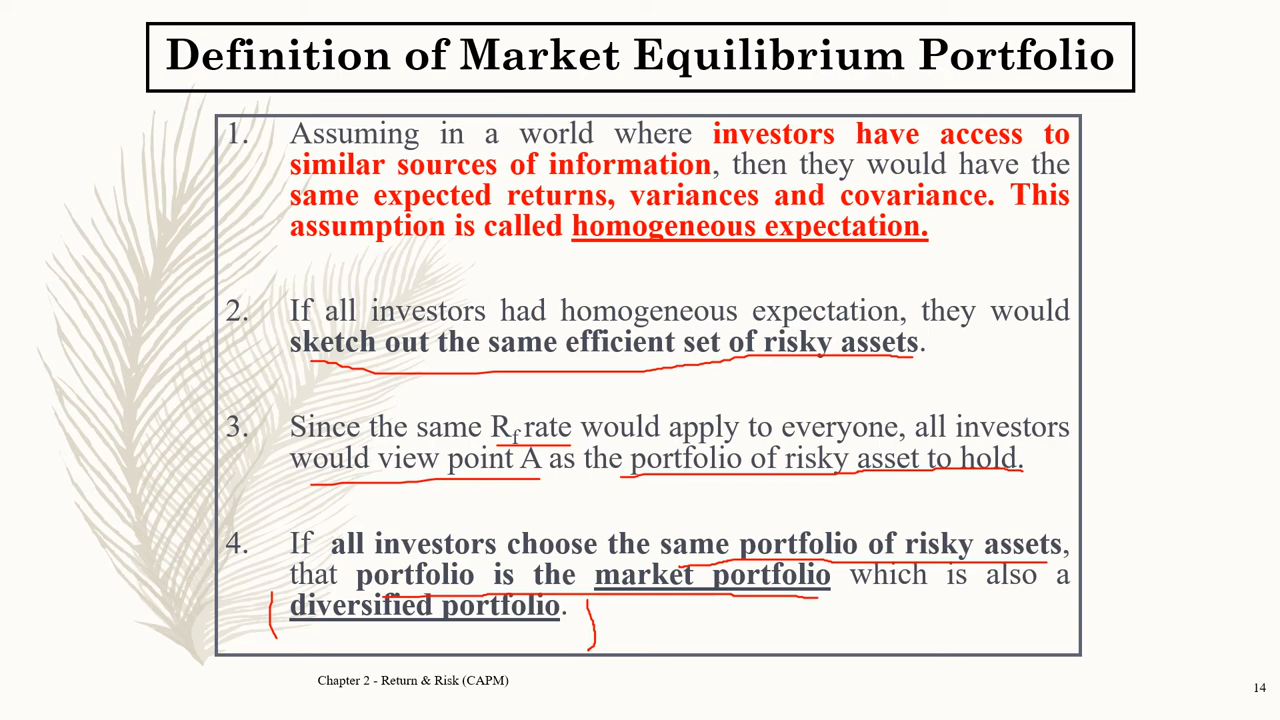 Definition of Market Equilibrium Portfolio
1. Assuming in a world where investors have access to
similar sources of information, then they would have the
same expected returns, variances and covariance. This
assumption is called homogeneous expectation.
2. If all investors had homogeneous expectation, they would
sketch out the same efficient set of risky assets.
3. Since the same Rf rate would apply to everyone, all investors
would view point A as the portfolio of risky asset to hold.
4. If all investors choose the same portfolio of risky assets,
that portfolio is the market portfolio which is also a
diversified portfolio.
Chapter 2 - Return & Risk (CAPM)
14